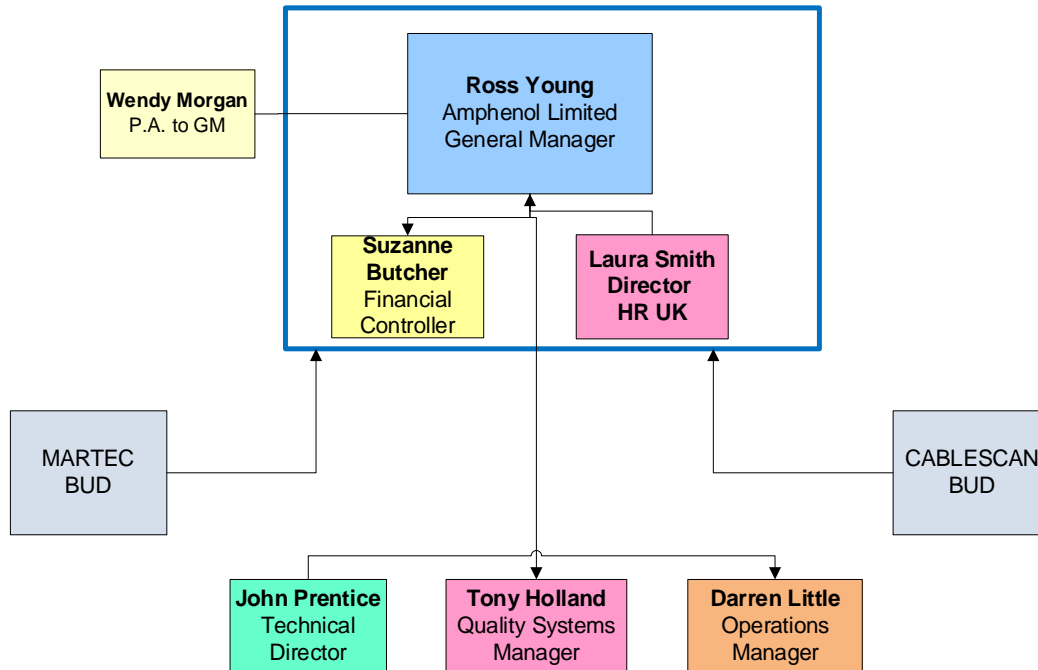 Ross Young
Amphenol Limited
General Manager
Wendy Morgan
P.A. to GM
Suzanne
Butcher
Financial
Controller
Laura Smith
Director
HR UK
MARTEC
BUD
CABLESCAN
BUD
John Prentice
Technical
Director
Tony Holland
Quality Systems
Manager
Darren Little
Operations
Manager